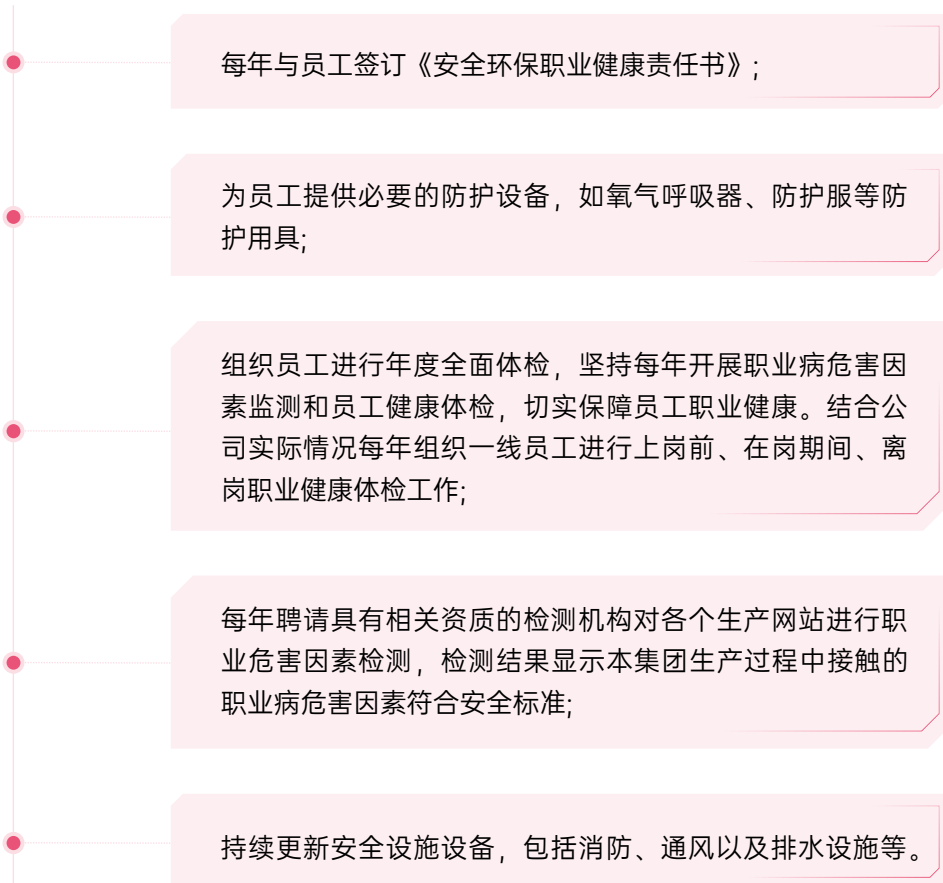 每年与员工签订《安全环保职业健康责任书》;
为员工提供必要的防护设备，如氧气呼吸器、防护服等防
护用具;
组织员工进行年度全面体检，坚持每年开展职业病危害因
素监测和员工健康体检，切实保障员工职业健康。结合公
司实际情况每年组织一线员工进行上岗前、在岗期间、离
岗职业健康体检工作;
每年聘请具有相关资质的检测机构对各个生产网站进行职
业危害因素检测，检测结果显示本集团生产过程中接触的
职业病危害因素符合安全标准;
持续更新安全设施设备，包括消防、通风以及排水设施等。